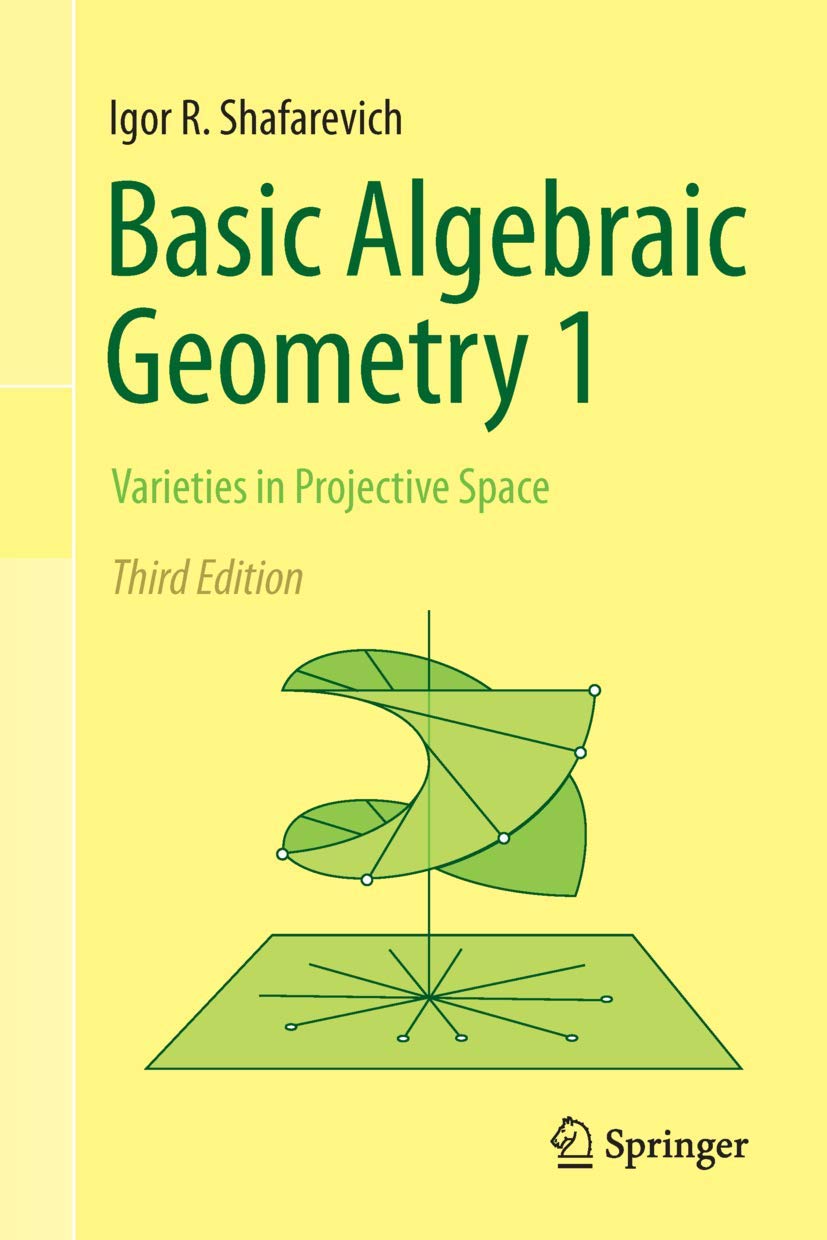 Igor R. Shafarevich
Basic Algebraic
Geometry 1
Varieties in Projective Space
Third Edition
Springer